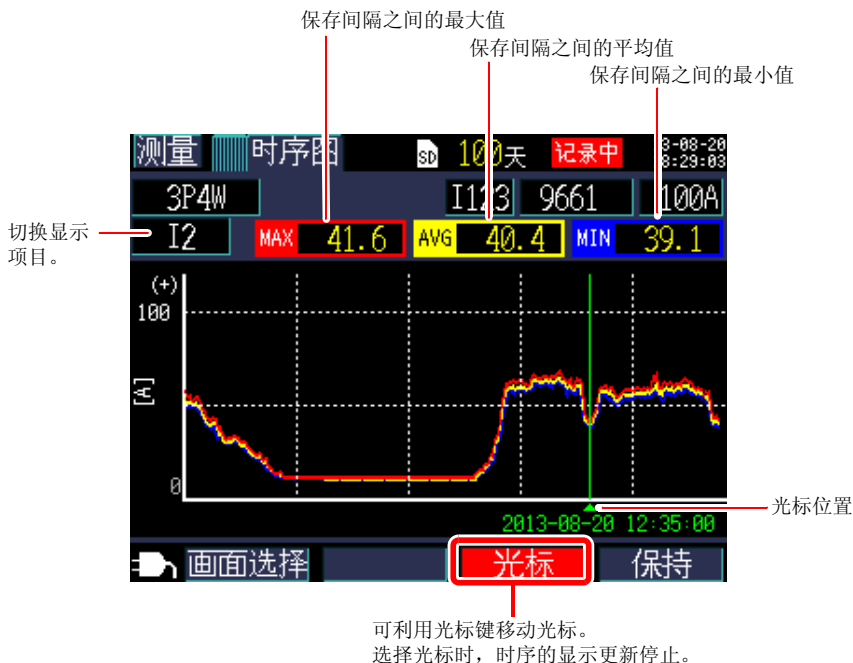 保存间隔之间的最大值
保存间隔之间的平均值
保存间隔之间的最小值
测量 时序图 SD 100天 记录中 3-08-20
8:29:03
3P4W I123 9661 100A
切换显示
项目。
I2 MAX 41.6 AVG 40.4 MIN 39.1
(+)
100
[A]
0
光标位置
2013-08-20 12:35:00
画面选择 光标 保持
可利用光标键移动光标。
选择光标时，时序的显示更新停止。